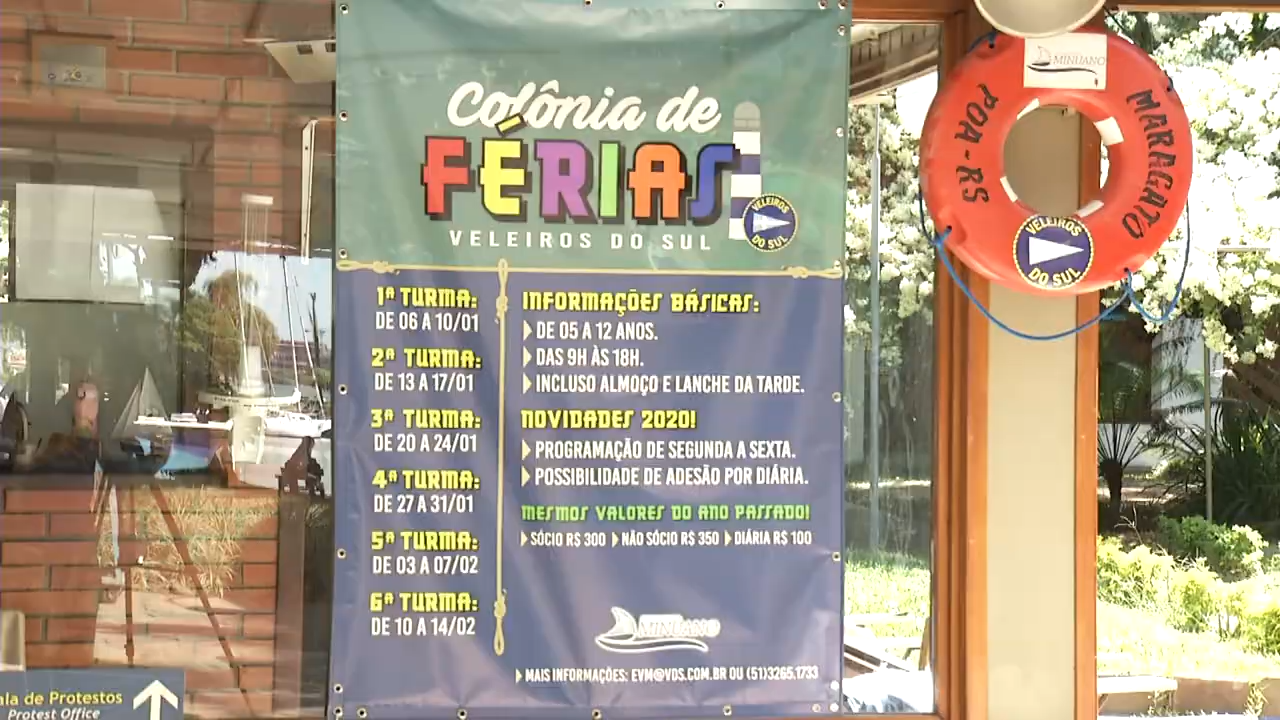 Colônia de
FÉRIAS
VELEIROS DO SUL
VELEIROS
DO SUL
1ª TURMA:
DE 06 A 10/01
2ª TURMA:
DE 13 A 17/01
3ª TURMA:
DE 20 A 24/01
4ª TURMA:
DE 27 A 31/01
5ª TURMA:
DE 03 A 07/02
6ª TURMA:
DE 10 A 14/02
INFORMAÇÕES BÁSICAS:
DE 05 A 12 ANOS.
DAS 9H ÀS 18H.
INCLUSO ALMOÇO E LANCHE DA TARDE.
NOVIDADES 2020!
PROGRAMAÇÃO DE SEGUNDA A SEXTA.
POSSIBILIDADE DE ADESÃO POR DIÁRIA.
MESMOS VALORES DO ANO PASSADO!
SÓCIO R$ 300 NÃO SÓCIO R$ 350 DIÁRIA R$ 100
MINUANO
MAIS INFORMAÇÕES: EVM@VDS.COM.BR OU (51)3265.1733
MINUANO
POA-RS
MARAGATO
VELEIROS
DO SUL
ala de Protestos
Protest Office